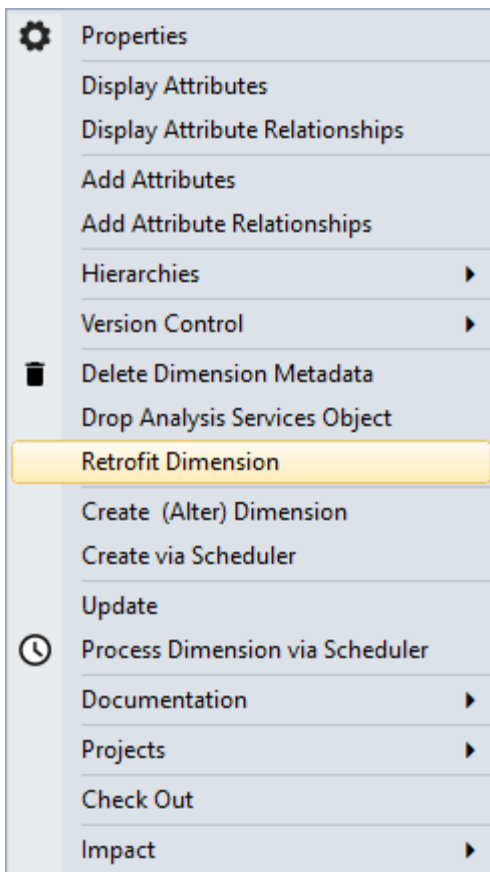 Properties
Display Attributes
Display Attribute Relationships
Add Attributes
Add Attribute Relationships
Hierarchies
Version Control
Delete Dimension Metadata
Drop Analysis Services Object
Retrofit Dimension
Create  (Alter) Dimension
Create via Scheduler
Update
Process Dimension via Scheduler
Documentation
Projects
Check Out
Impact